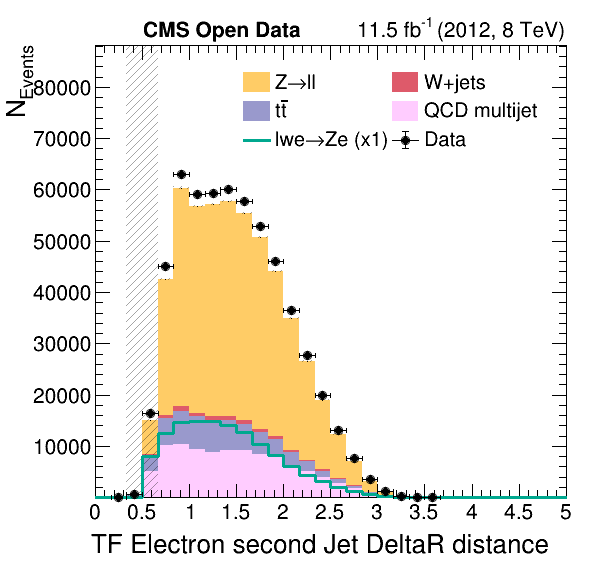 CMS Open Data 11.5 fb⁻¹ (2012, 8 TeV)
N_Events
Z→ll W+jets
tt̄ QCD multijet
lwe→Ze (x1) Data
80000
70000
60000
50000
40000
30000
20000
10000
0 0.5 1 1.5 2 2.5 3 3.5 4 4.5 5
TF Electron second Jet DeltaR distance